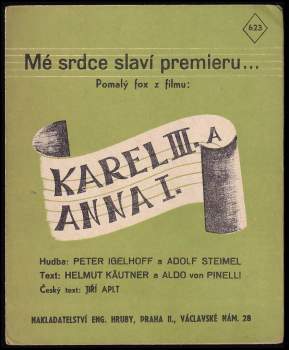 623
Mé srdce slaví premieru...
Pomalý fox z filmu:
KAREL III. A
ANNA I.
Hudba: PETER IGELHOFF a ADOLF STEIMEL
Text: HELMUT KÄUTNER a ALDO von PINELLI
Český text: JIŘÍ APLT
NAKLADATELSTVÍ ENG. HRUBY, PRAHA II., VÁCLAVSKÉ NÁM. 28